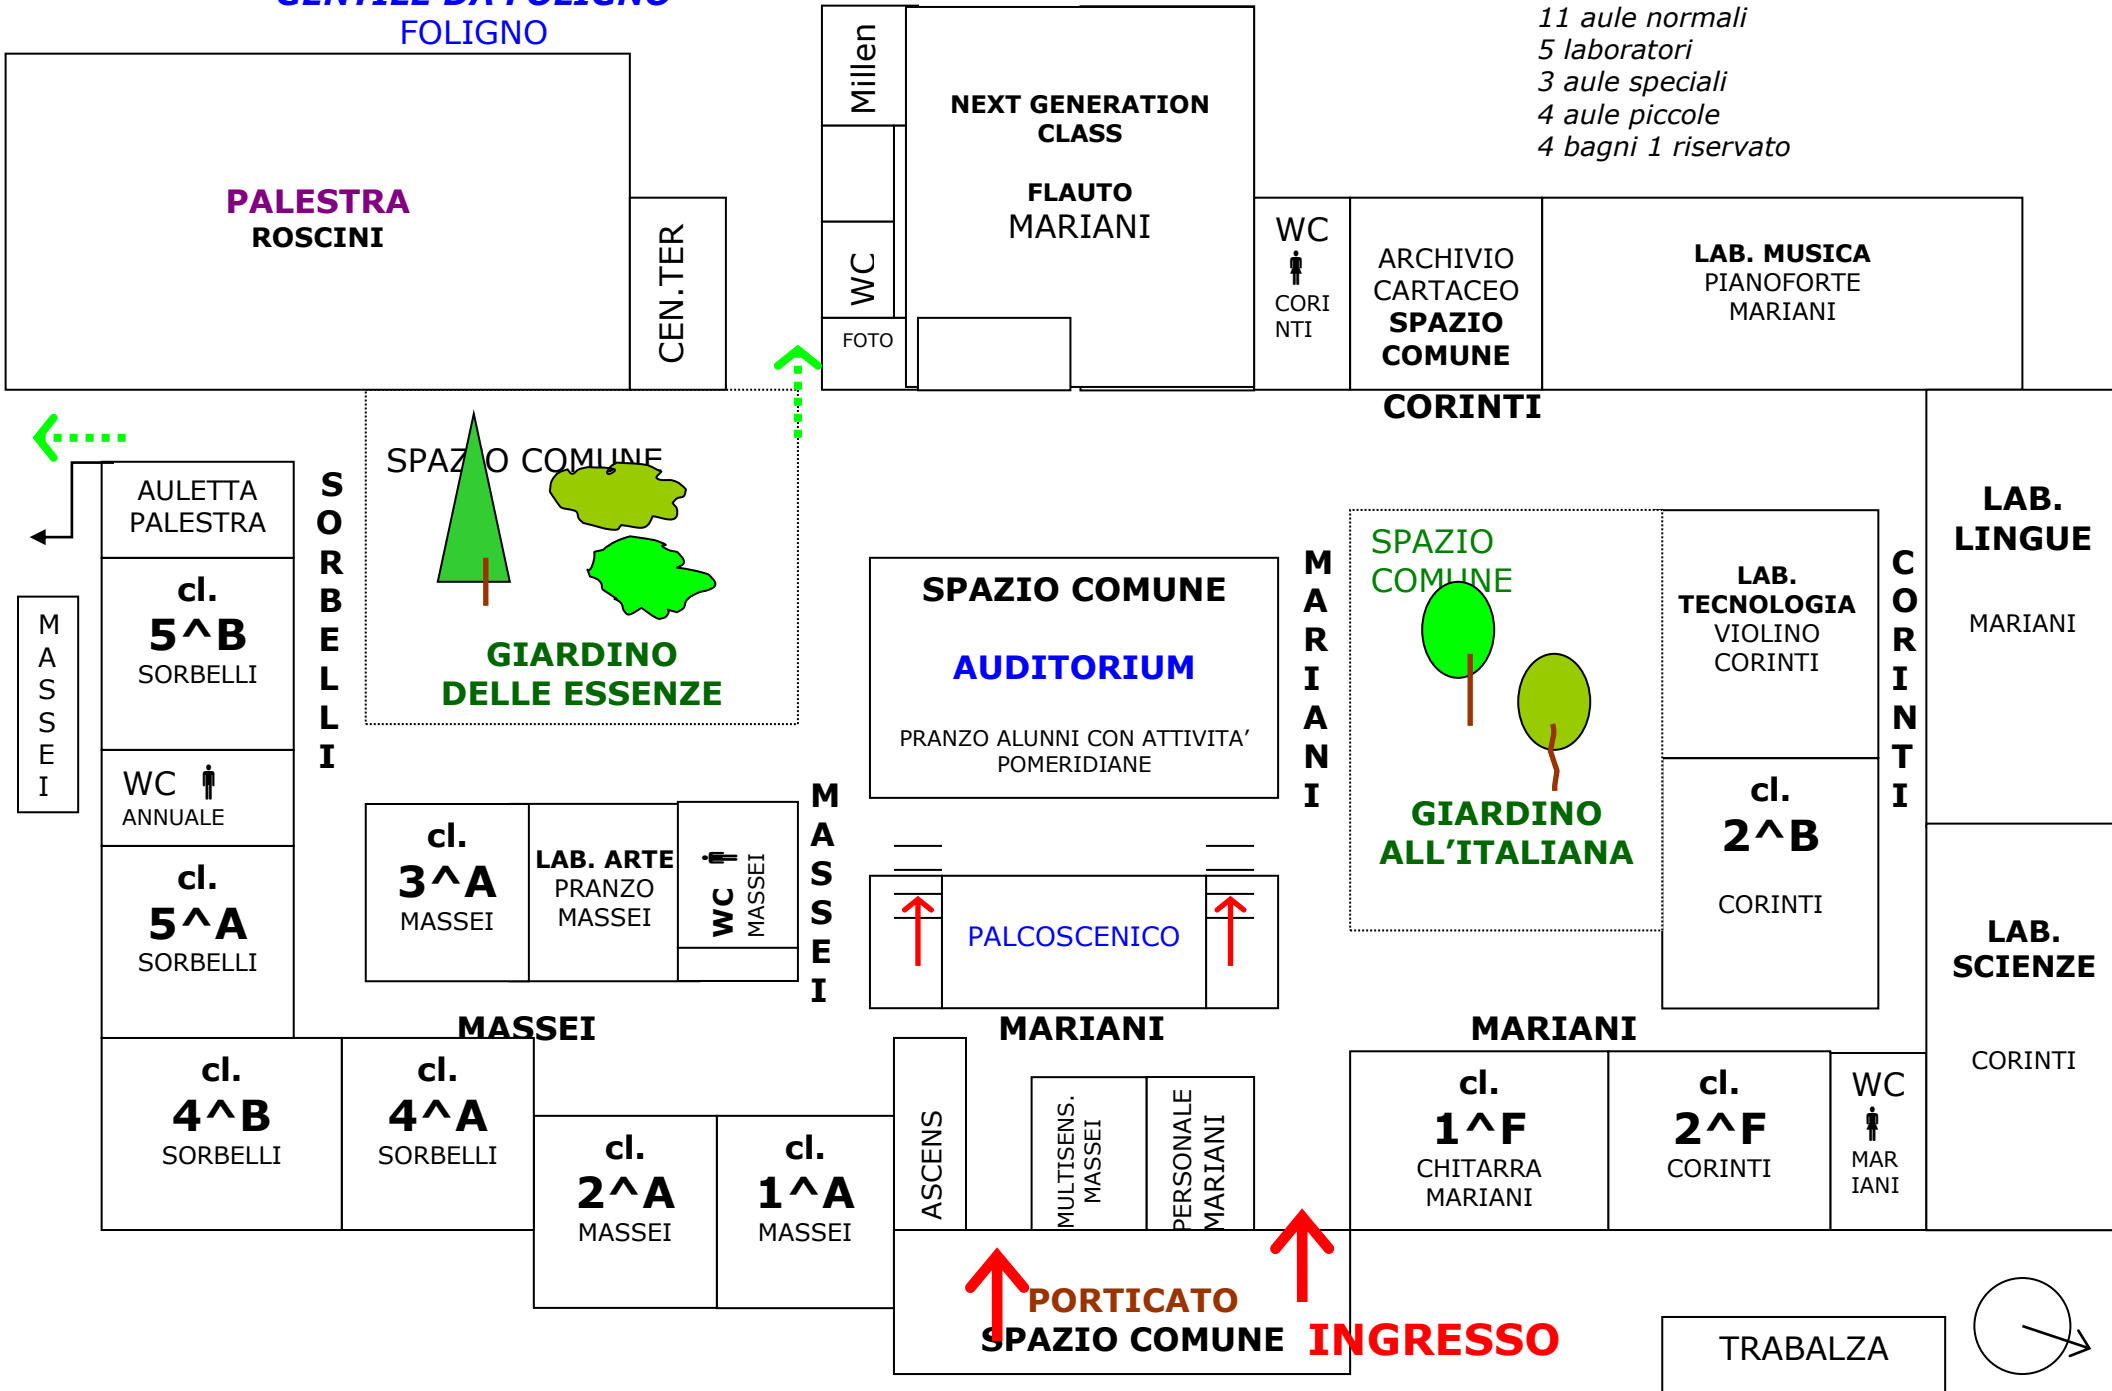 GENTILE DA FOLIGNO
FOLIGNO
11 aule normali
5 laboratori
3 aule speciali
4 aule piccole
4 bagni 1 riservato
PALESTRA
ROSCINI
CEN.TER
Millen
WC
FOTO
NEXT GENERATION
CLASS
FLAUTO
MARIANI
WC
CORI
NTI
ARCHIVIO
CARTACEO
SPAZIO
COMUNE
LAB. MUSICA
PIANOFORTE
MARIANI
CORINTI
AULETTA
PALESTRA
cl.
5^B
SORBELLI
MASSEI
WC
ANNUALE
cl.
5^A
SORBELLI
SORBELLI
SPAZIO COMUNE
GIARDINO
DELLE ESSENZE
SPAZIO COMUNE
AUDITORIUM
PRANZO ALUNNI CON ATTIVITA’
POMERIDIANE
MARIANI
SPAZIO
COMUNE
GIARDINO
ALL’ITALIANA
LAB.
TECNOLOGIA
VIOLINO
CORINTI
CORINTI
LAB.
LINGUE
MARIANI
cl.
2^B
CORINTI
LAB.
SCIENZE
CORINTI
cl.
3^A
MASSEI
LAB. ARTE
PRANZO
MASSEI
WC
MASSEI
MASSEI
PALCOSCENICO
MASSEI
MARIANI
MARIANI
cl.
4^B
SORBELLI
cl.
4^A
SORBELLI
cl.
2^A
MASSEI
cl.
1^A
MASSEI
ASCENS
MULTISENS.
MASSEI
PERSONALE
MARIANI
cl.
1^F
CHITARRA
MARIANI
cl.
2^F
CORINTI
WC
MAR
IANI
PORTICATO
SPAZIO COMUNE
INGRESSO
TRABALZA